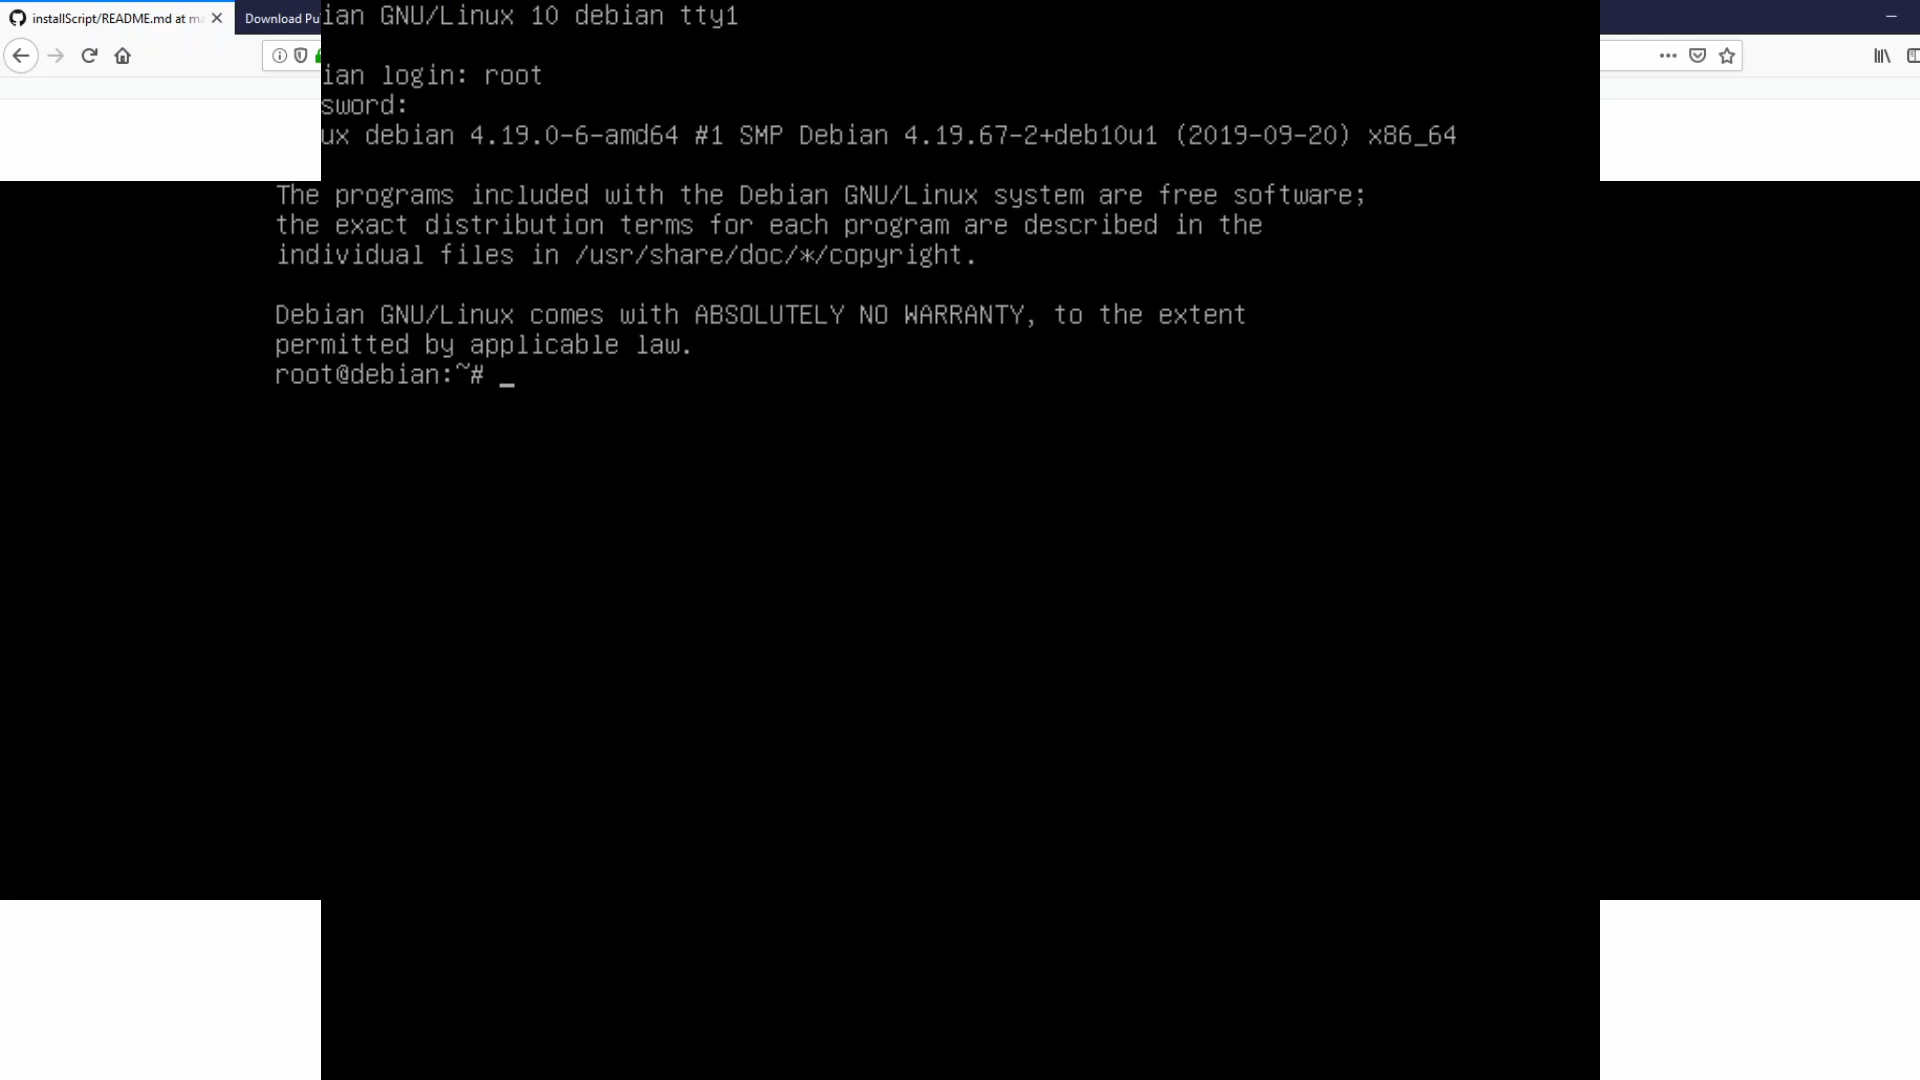 installScript/README.md at ma
Download Pu
ian GNU/Linux 10 debian tty1
ian login: root
sword:
ux debian 4.19.0-6-amd64 #1 SMP Debian 4.19.67-2+deb10u1 (2019-09-20) x86_64
The programs included with the Debian GNU/Linux system are free software;
the exact distribution terms for each program are described in the
individual files in /usr/share/doc/*/copyright.
Debian GNU/Linux comes with ABSOLUTELY NO WARRANTY, to the extent
permitted by applicable law.
root@debian:~# _